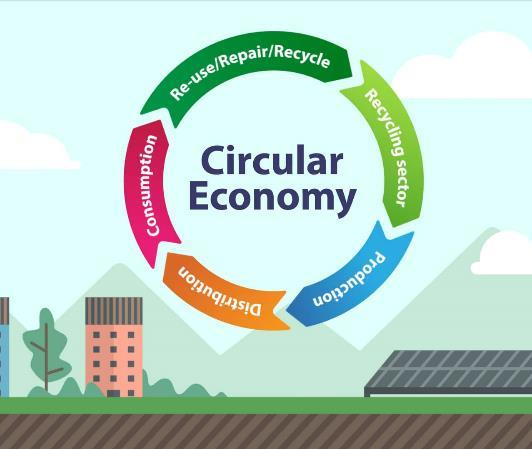 Re-use/Repair/Recycle
Recycling sector
Production
Distribution
Consumption
Circular
Economy